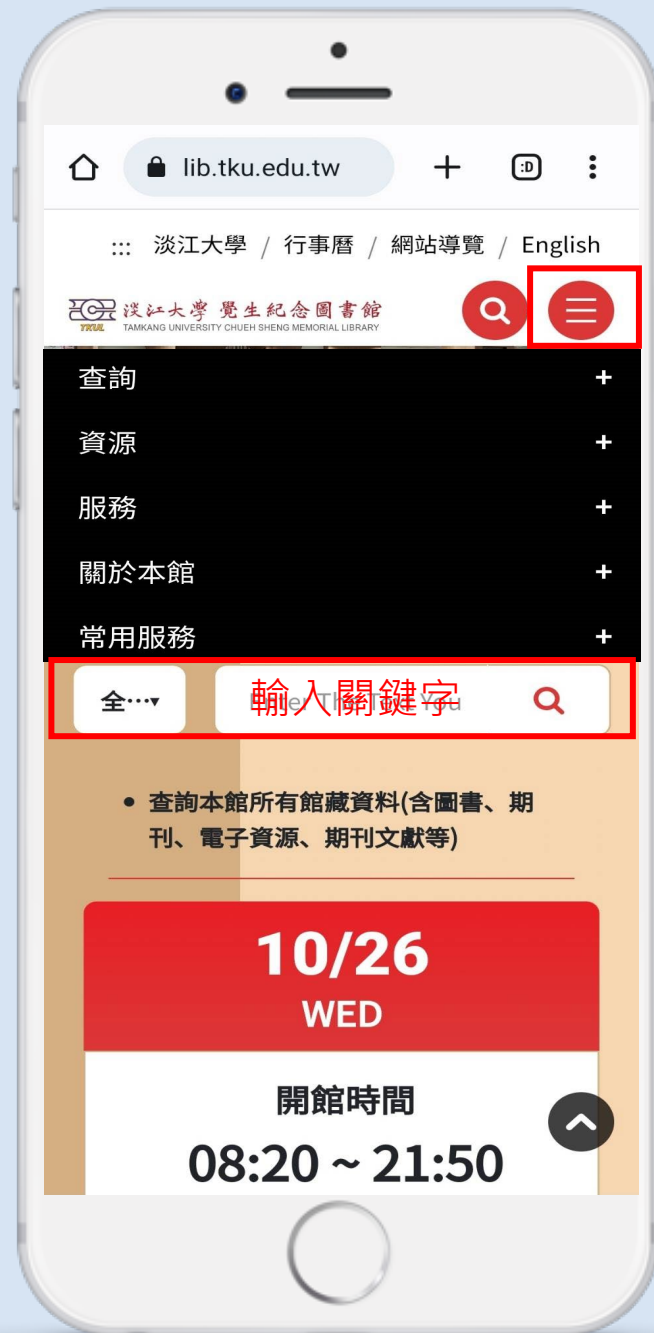 lib.tku.edu.tw
:D
::: 淡江大學 / 行事曆 / 網站導覽 / English
淡江大學 覺生紀念圖書館
TKUL TAMKANG UNIVERSITY CHUEH SHENG MEMORIAL LIBRARY
查詢 +
資源 +
服務 +
關於本館 +
常用服務 +
全…▾
輸入關鍵字
• 查詢本館所有館藏資料(含圖書、期
刊、電子資源、期刊文獻等)
10/26
WED
開館時間
08:20 ~ 21:50